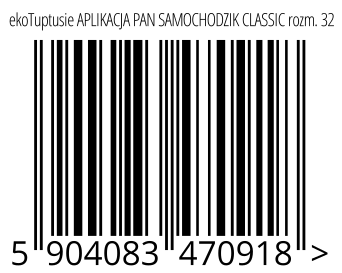 ekoTuptusie APLIKACJA PAN SAMOCHODZIK CLASSIC rozm. 32
5 904083 470918 >